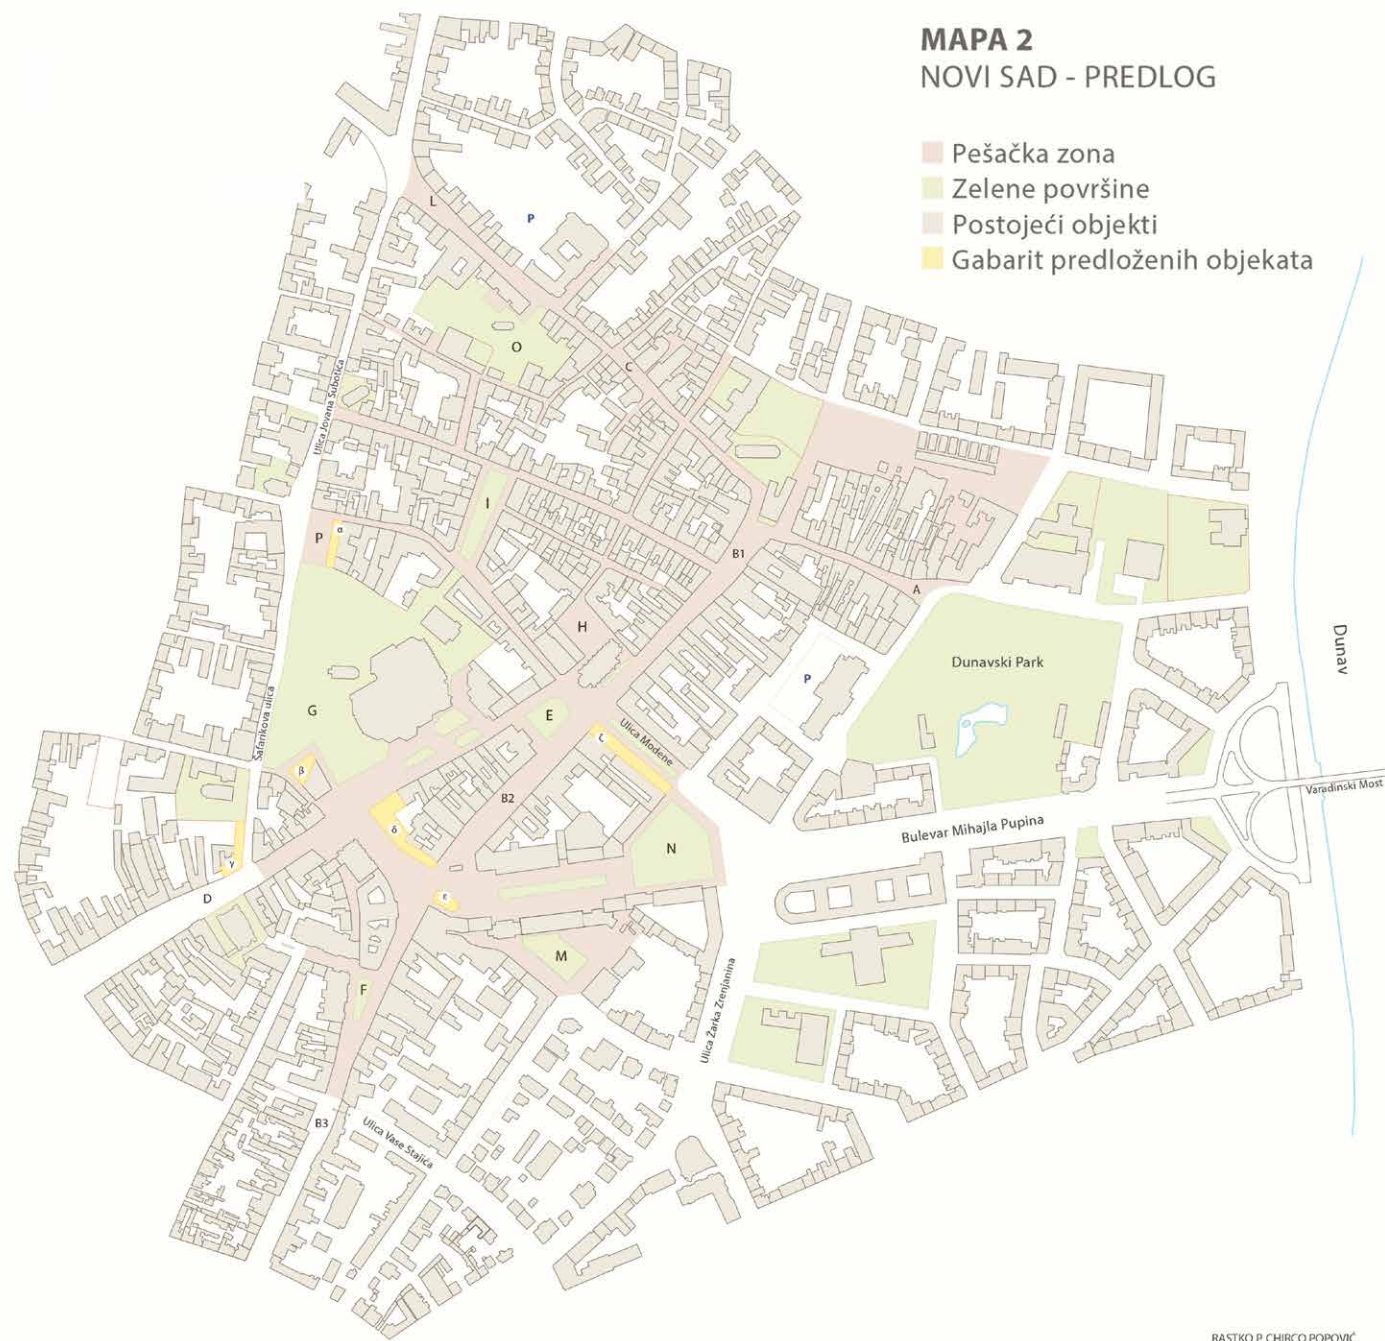 MAPA 2
NOVI SAD - PREDLOG
Pešačka zona
Zelene površine
Postojeći objekti
Gabarit predloženih objekata
L
P
O
C
Ulica Jovana Subotića
I
P
α
B1
A
H
Dunavski Park
Dunav
P
G
E
ζ
Ulica Modene
Šafarikova ulica
β
B2
Varadinski Most
δ
Bulevar Mihajla Pupina
N
γ
D
ε
M
F
Ulica Žarka Zrenjanina
B3
Ulica Vase Stajića
RASTKO P. CHIRCO POPOVIĆ